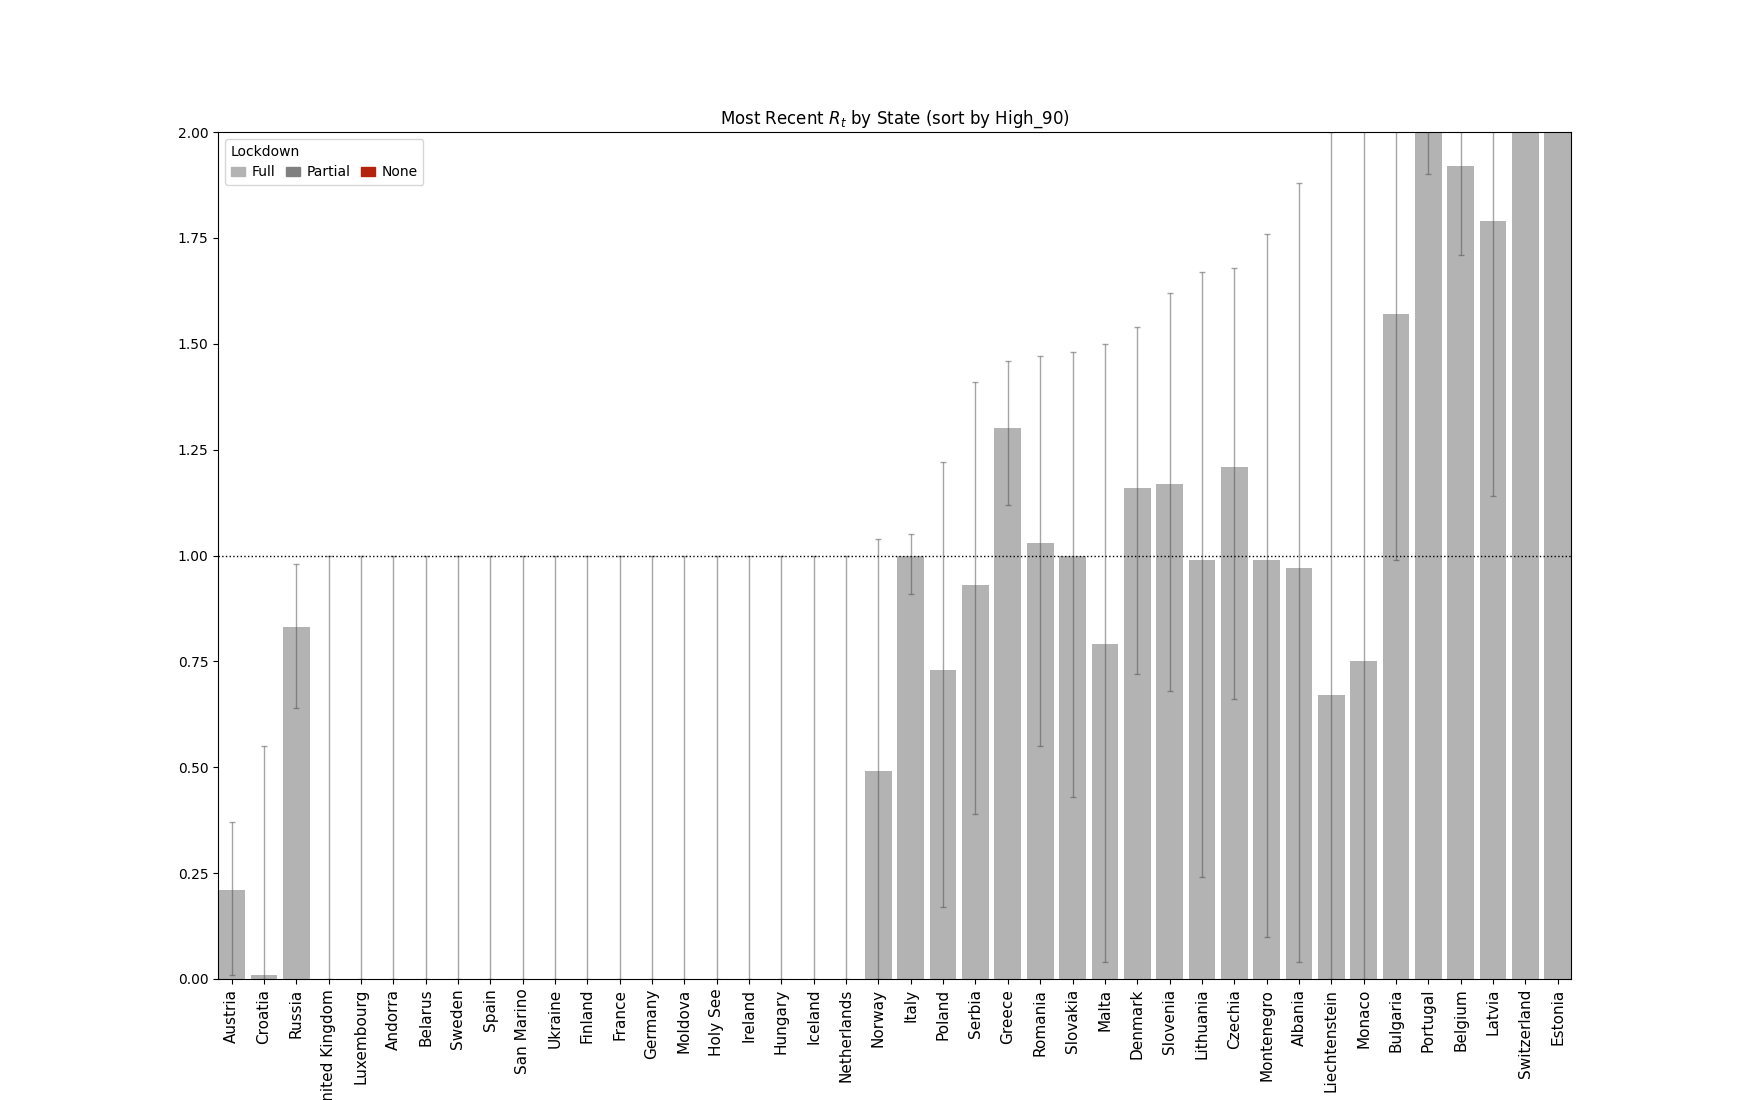 Most Recent R_t by State (sort by High_90)
Lockdown
Full Partial None
2.00
1.75
1.50
1.25
1.00
0.75
0.50
0.25
0.00
Austria
Croatia
Russia
nited Kingdom
Luxembourg
Andorra
Belarus
Sweden
Spain
San Marino
Ukraine
Finland
France
Germany
Moldova
Holy See
Ireland
Hungary
Iceland
Netherlands
Norway
Italy
Poland
Serbia
Greece
Romania
Slovakia
Malta
Denmark
Slovenia
Lithuania
Czechia
Montenegro
Albania
Liechtenstein
Monaco
Bulgaria
Portugal
Belgium
Latvia
Switzerland
Estonia